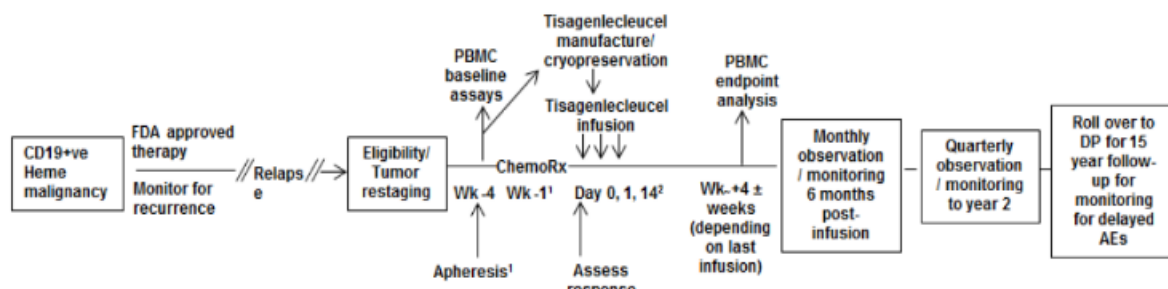 CD19+ve
Heme
malignancy
FDA approved
therapy
Monitor for
recurrence
Relaps
e
Eligibility/
Tumor
restaging
PBMC
baseline
assays
Tisagenlecleucel
manufacture/
cryopreservation
Tisagenlecleucel
infusion
ChemoRx
Wk -4
Wk -1¹
Day 0, 1, 14²
Apheresis¹
Assess
response
PBMC
endpoint
analysis
Wk~+4 ±
weeks
(depending
on last
infusion)
Monthly
observation
/ monitoring
6 months
post-
infusion
Quarterly
observation
/ monitoring
to year 2
Roll over to
DP for 15
year follow-
up for
monitoring
for delayed
AEs